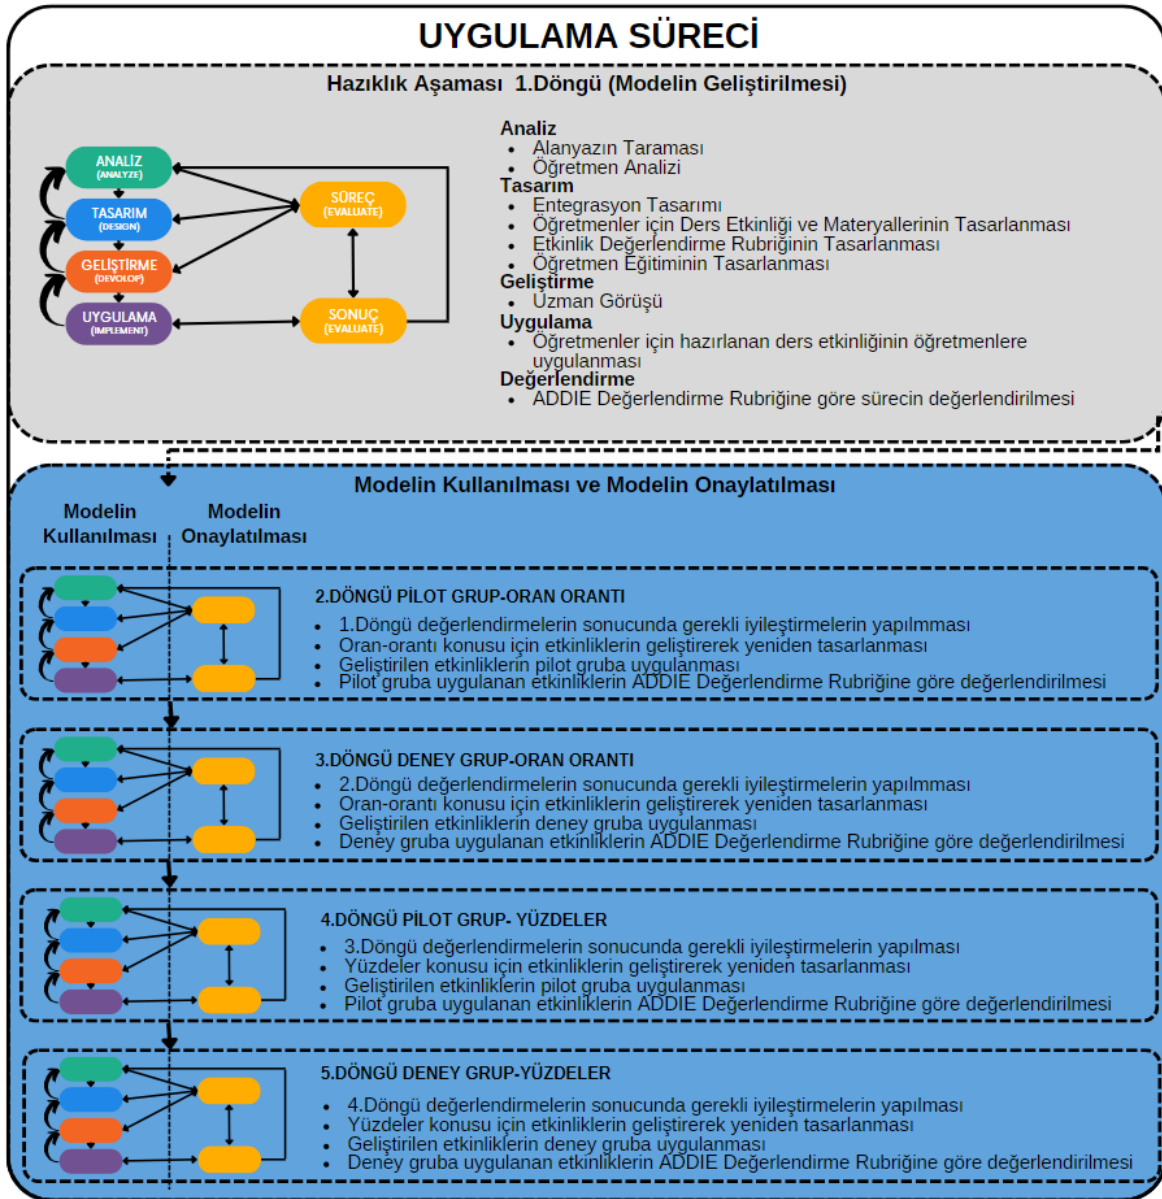 UYGULAMA SÜRECİ
Hazıklık Aşaması 1.Döngü (Modelin Geliştirilmesi)
ANALİZ
(ANALYZE)
TASARIM
(DESIGN)
GELİŞTİRME
(DEVOLOP)
UYGULAMA
(IMPLEMENT)
SÜREÇ
(EVALUATE)
SONUÇ
(EVALUATE)
Analiz
• Alanyazın Taraması
• Öğretmen Analizi
Tasarım
• Entegrasyon Tasarımı
• Öğretmenler için Ders Etkinliği ve Materyallerinin Tasarlanması
• Etkinlik Değerlendirme Rubriğinin Tasarlanması
• Öğretmen Eğitiminin Tasarlanması
Geliştirme
• Uzman Görüşü
Uygulama
• Öğretmenler için hazırlanan ders etkinliğinin öğretmenlere
uygulanması
Değerlendirme
• ADDIE Değerlendirme Rubriğine göre sürecin değerlendirilmesi
Modelin Kullanılması ve Modelin Onaylatılması
Modelin
Kullanılması
Modelin
Onaylatılması
2.DÖNGÜ PİLOT GRUP-ORAN ORANTI
• 1.Döngü değerlendirmelerin sonucunda gerekli iyileştirmelerin yapılmması
• Oran-orantı konusu için etkinliklerin geliştirerek yeniden tasarlanması
• Geliştirilen etkinliklerin pilot gruba uygulanması
• Pilot gruba uygulanan etkinliklerin ADDIE Değerlendirme Rubriğine göre değerlendirilmesi
3.DÖNGÜ DENEY GRUP-ORAN ORANTI
• 2.Döngü değerlendirmelerin sonucunda gerekli iyileştirmelerin yapılmması
• Oran-orantı konusu için etkinliklerin geliştirerek yeniden tasarlanması
• Geliştirilen etkinliklerin deney gruba uygulanması
• Deney gruba uygulanan etkinliklerin ADDIE Değerlendirme Rubriğine göre değerlendirilmesi
4.DÖNGÜ PİLOT GRUP- YÜZDELER
• 3.Döngü değerlendirmelerin sonucunda gerekli iyileştirmelerin yapılması
• Yüzdeler konusu için etkinliklerin geliştirerek yeniden tasarlanması
• Geliştirilen etkinliklerin pilot gruba uygulanması
• Pilot gruba uygulanan etkinliklerin ADDIE Değerlendirme Rubriğine göre değerlendirilmesi
5.DÖNGÜ DENEY GRUP-YÜZDELER
• 4.Döngü değerlendirmelerin sonucunda gerekli iyileştirmelerin yapılması
• Yüzdeler konusu için etkinliklerin geliştirerek yeniden tasarlanması
• Geliştirilen etkinliklerin deney gruba uygulanması
• Deney gruba uygulanan etkinliklerin ADDIE Değerlendirme Rubriğine göre değerlendirilmesi